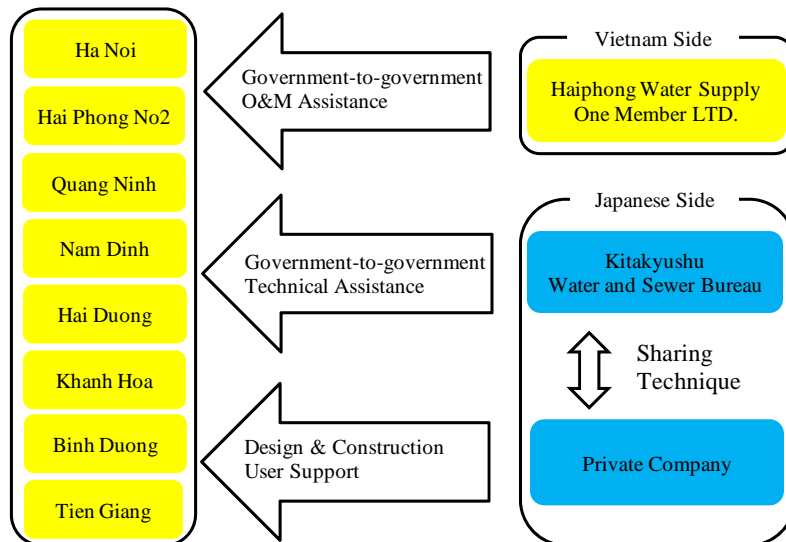 Ha Noi
Hai Phong No2
Quang Ninh
Nam Dinh
Hai Duong
Khanh Hoa
Binh Duong
Tien Giang
Government-to-government
O&M Assistance
Government-to-government
Technical Assistance
Design & Construction
User Support
Vietnam Side
Haiphong Water Supply
One Member LTD.
Japanese Side
Kitakyushu
Water and Sewer Bureau
Sharing
Technique
Private Company